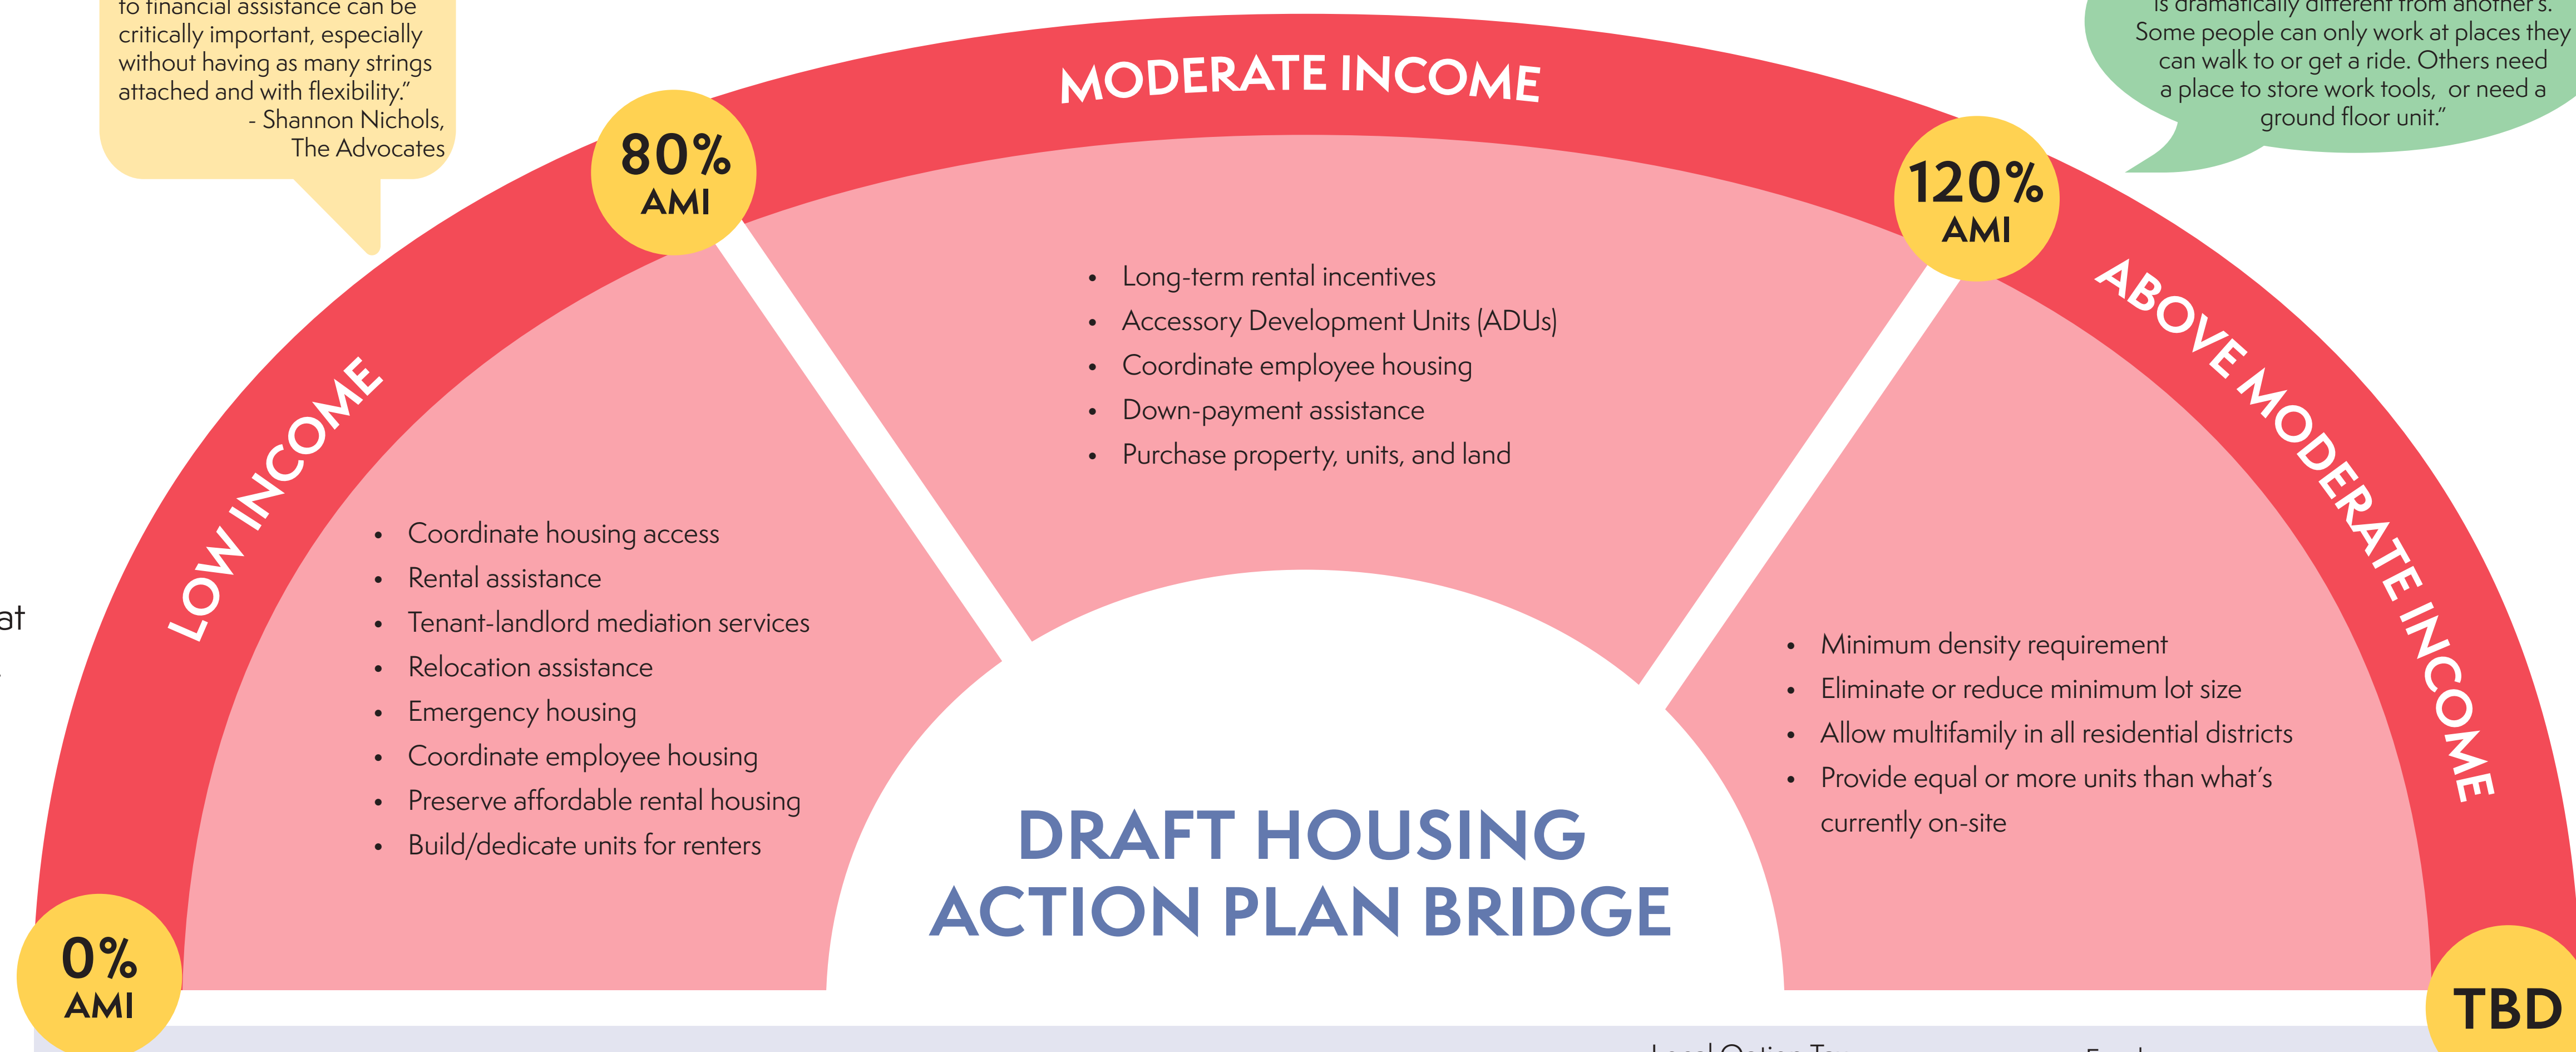 to financial assistance can be
critically important, especially
without having as many strings
attached and with flexibility.”
- Shannon Nichols,
The Advocates
is dramatically different from another's.
Some people can only work at places they
can walk to or get a ride. Others need
a place to store work tools, or need a
ground floor unit.”
MODERATE INCOME
80%
AMI
120%
AMI
• Long-term rental incentives
• Accessory Development Units (ADUs)
• Coordinate employee housing
• Down-payment assistance
• Purchase property, units, and land
LOW INCOME
• Coordinate housing access
• Rental assistance
• Tenant-landlord mediation services
• Relocation assistance
• Emergency housing
• Coordinate employee housing
• Preserve affordable rental housing
• Build/dedicate units for renters
ABOVE MODERATE INCOME
• Minimum density requirement
• Eliminate or reduce minimum lot size
• Allow multifamily in all residential districts
• Provide equal or more units than what's
currently on-site
DRAFT HOUSING
ACTION PLAN BRIDGE
0%
AMI
TBD
at
Local Option